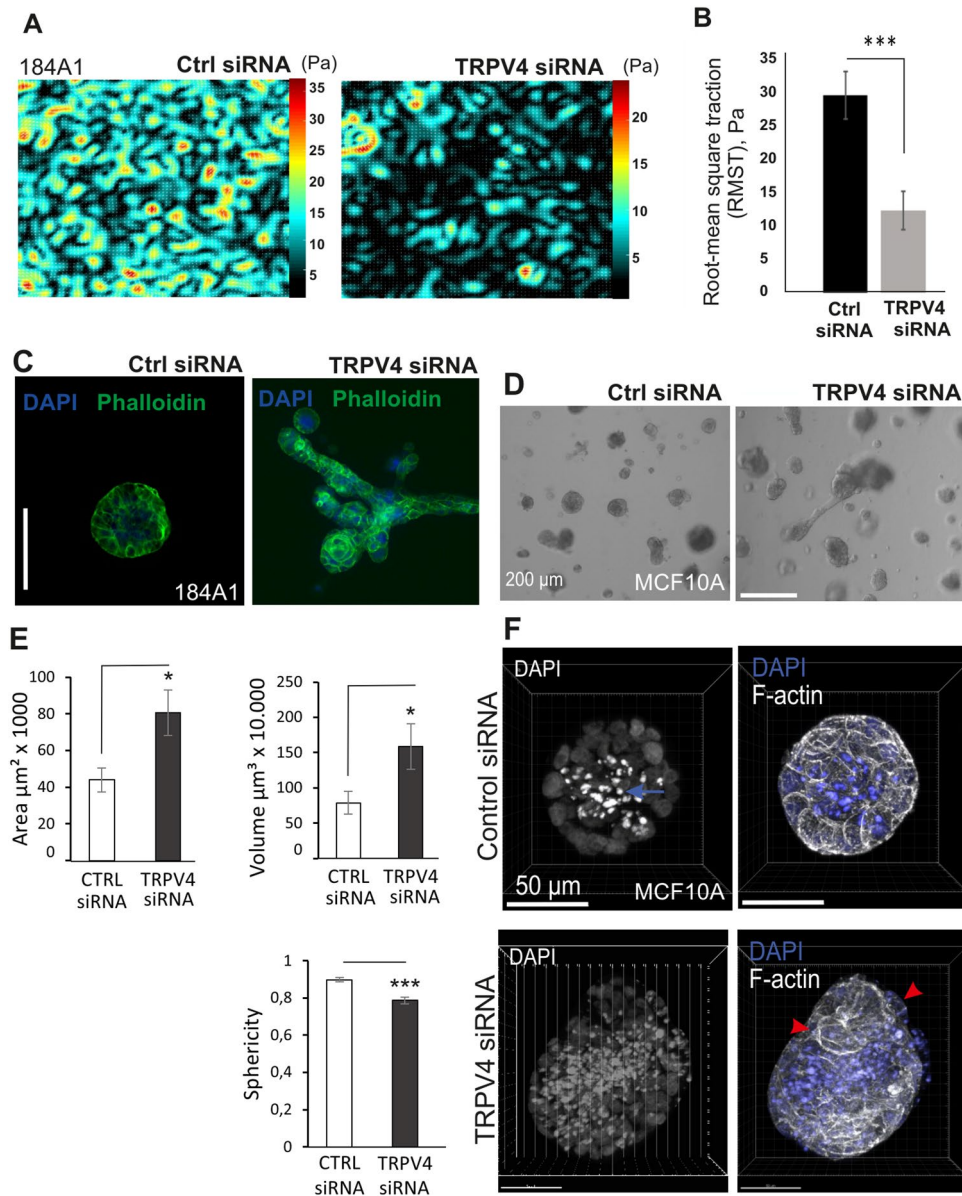 A
184A1
Ctrl siRNA
(Pa)
35
30
25
20
15
10
5
TRPV4 siRNA
(Pa)
20
15
10
5
B
***
Root-mean square traction
(RMST), Pa
35
30
25
20
15
10
5
0
Ctrl
siRNA
TRPV4
siRNA
C
Ctrl siRNA
DAPI Phalloidin
184A1
TRPV4 siRNA
DAPI Phalloidin
D
Ctrl siRNA
200 µm
MCF10A
TRPV4 siRNA
E
Area µm² x 1000
100
80
60
40
20
0
*
CTRL
siRNA
TRPV4
siRNA
Volume µm³ x 10.000
250
200
150
100
50
0
*
CTRL
siRNA
TRPV4
siRNA
Sphericity
1
0,8
0,6
0,4
0,2
0
***
CTRL
siRNA
TRPV4
siRNA
F
Control siRNA
DAPI
50 µm
MCF10A
DAPI
F-actin
TRPV4 siRNA
DAPI
DAPI
F-actin